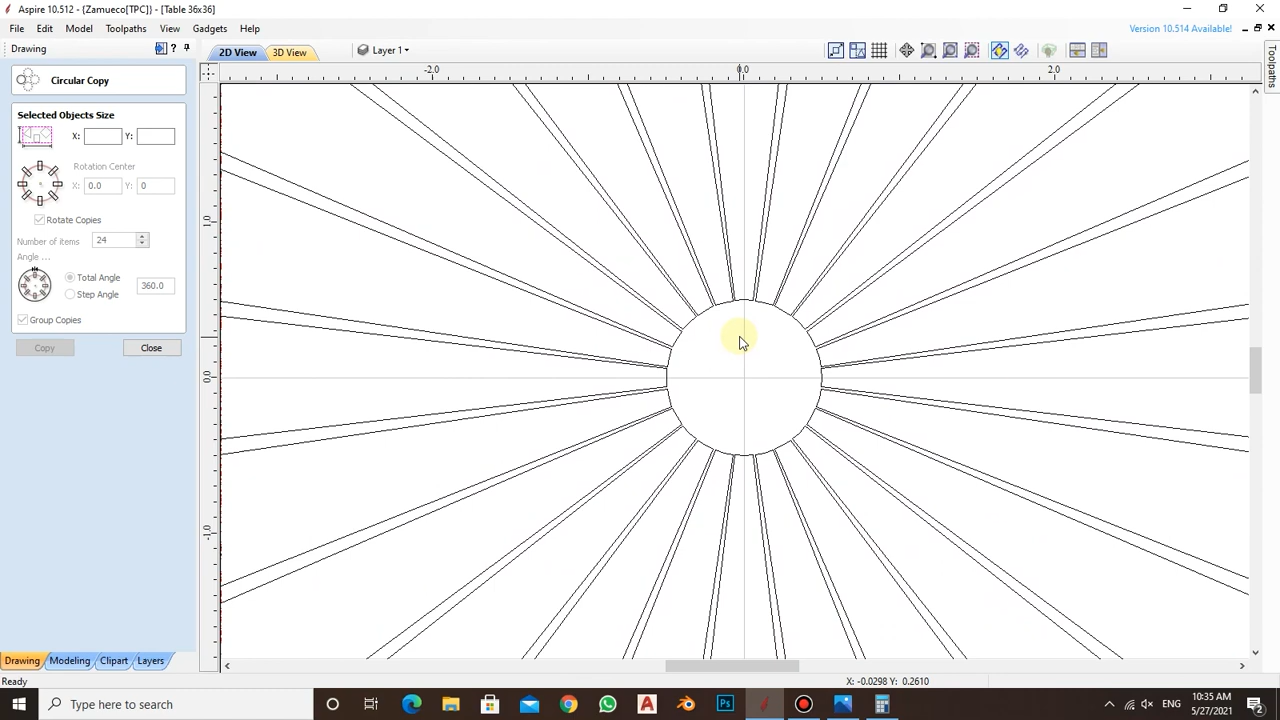 Aspire 10.512 - {Zamueco[TPC]} - [Table 36x36]
File Edit Model Toolpaths View Gadgets Help
Version 10.514 Available!
Drawing
2D View 3D View Layer 1
Toolpaths
-2.0 0.0 2.0
Circular Copy
Selected Objects Size
X: Y:
Rotation Center
X: 0.0 Y: 0
Rotate Copies
1.0
Number of items 24
Angle ...
Total Angle 360.0
Step Angle
Group Copies
Copy Close
0.0
-1.0
Drawing Modeling Clipart Layers
Ready
X: -0.0298 Y: 0.2610
Type here to search
ENG
10:35 AM
5/27/2021
2